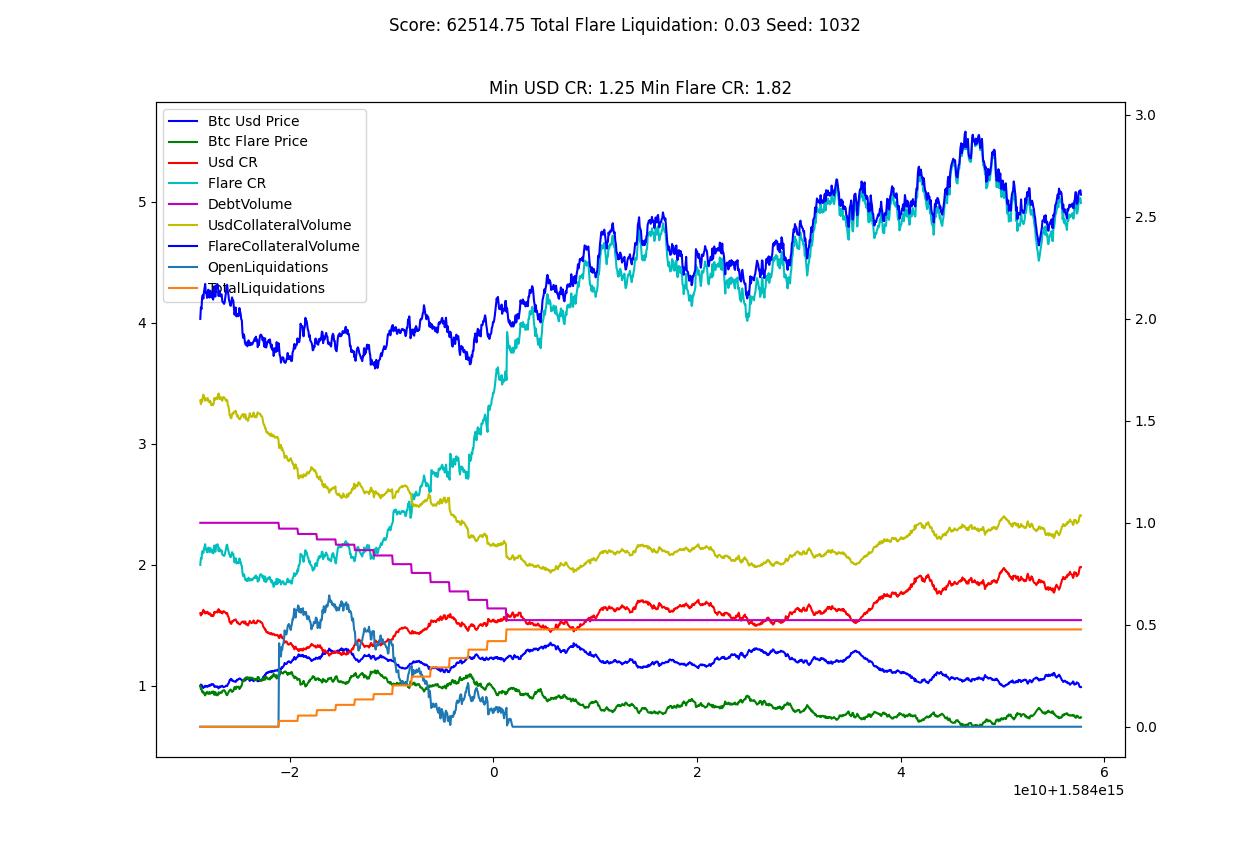 Score: 62514.75 Total Flare Liquidation: 0.03 Seed: 1032
Min USD CR: 1.25 Min Flare CR: 1.82
Btc Usd Price
Btc Flare Price
Usd CR
Flare CR
DebtVolume
UsdCollateralVolume
FlareCollateralVolume
OpenLiquidations
TotalLiquidations
5
4
3
2
1
3.0
2.5
2.0
1.5
1.0
0.5
0.0
−2
0
2
4
6
1e10+1.584e15